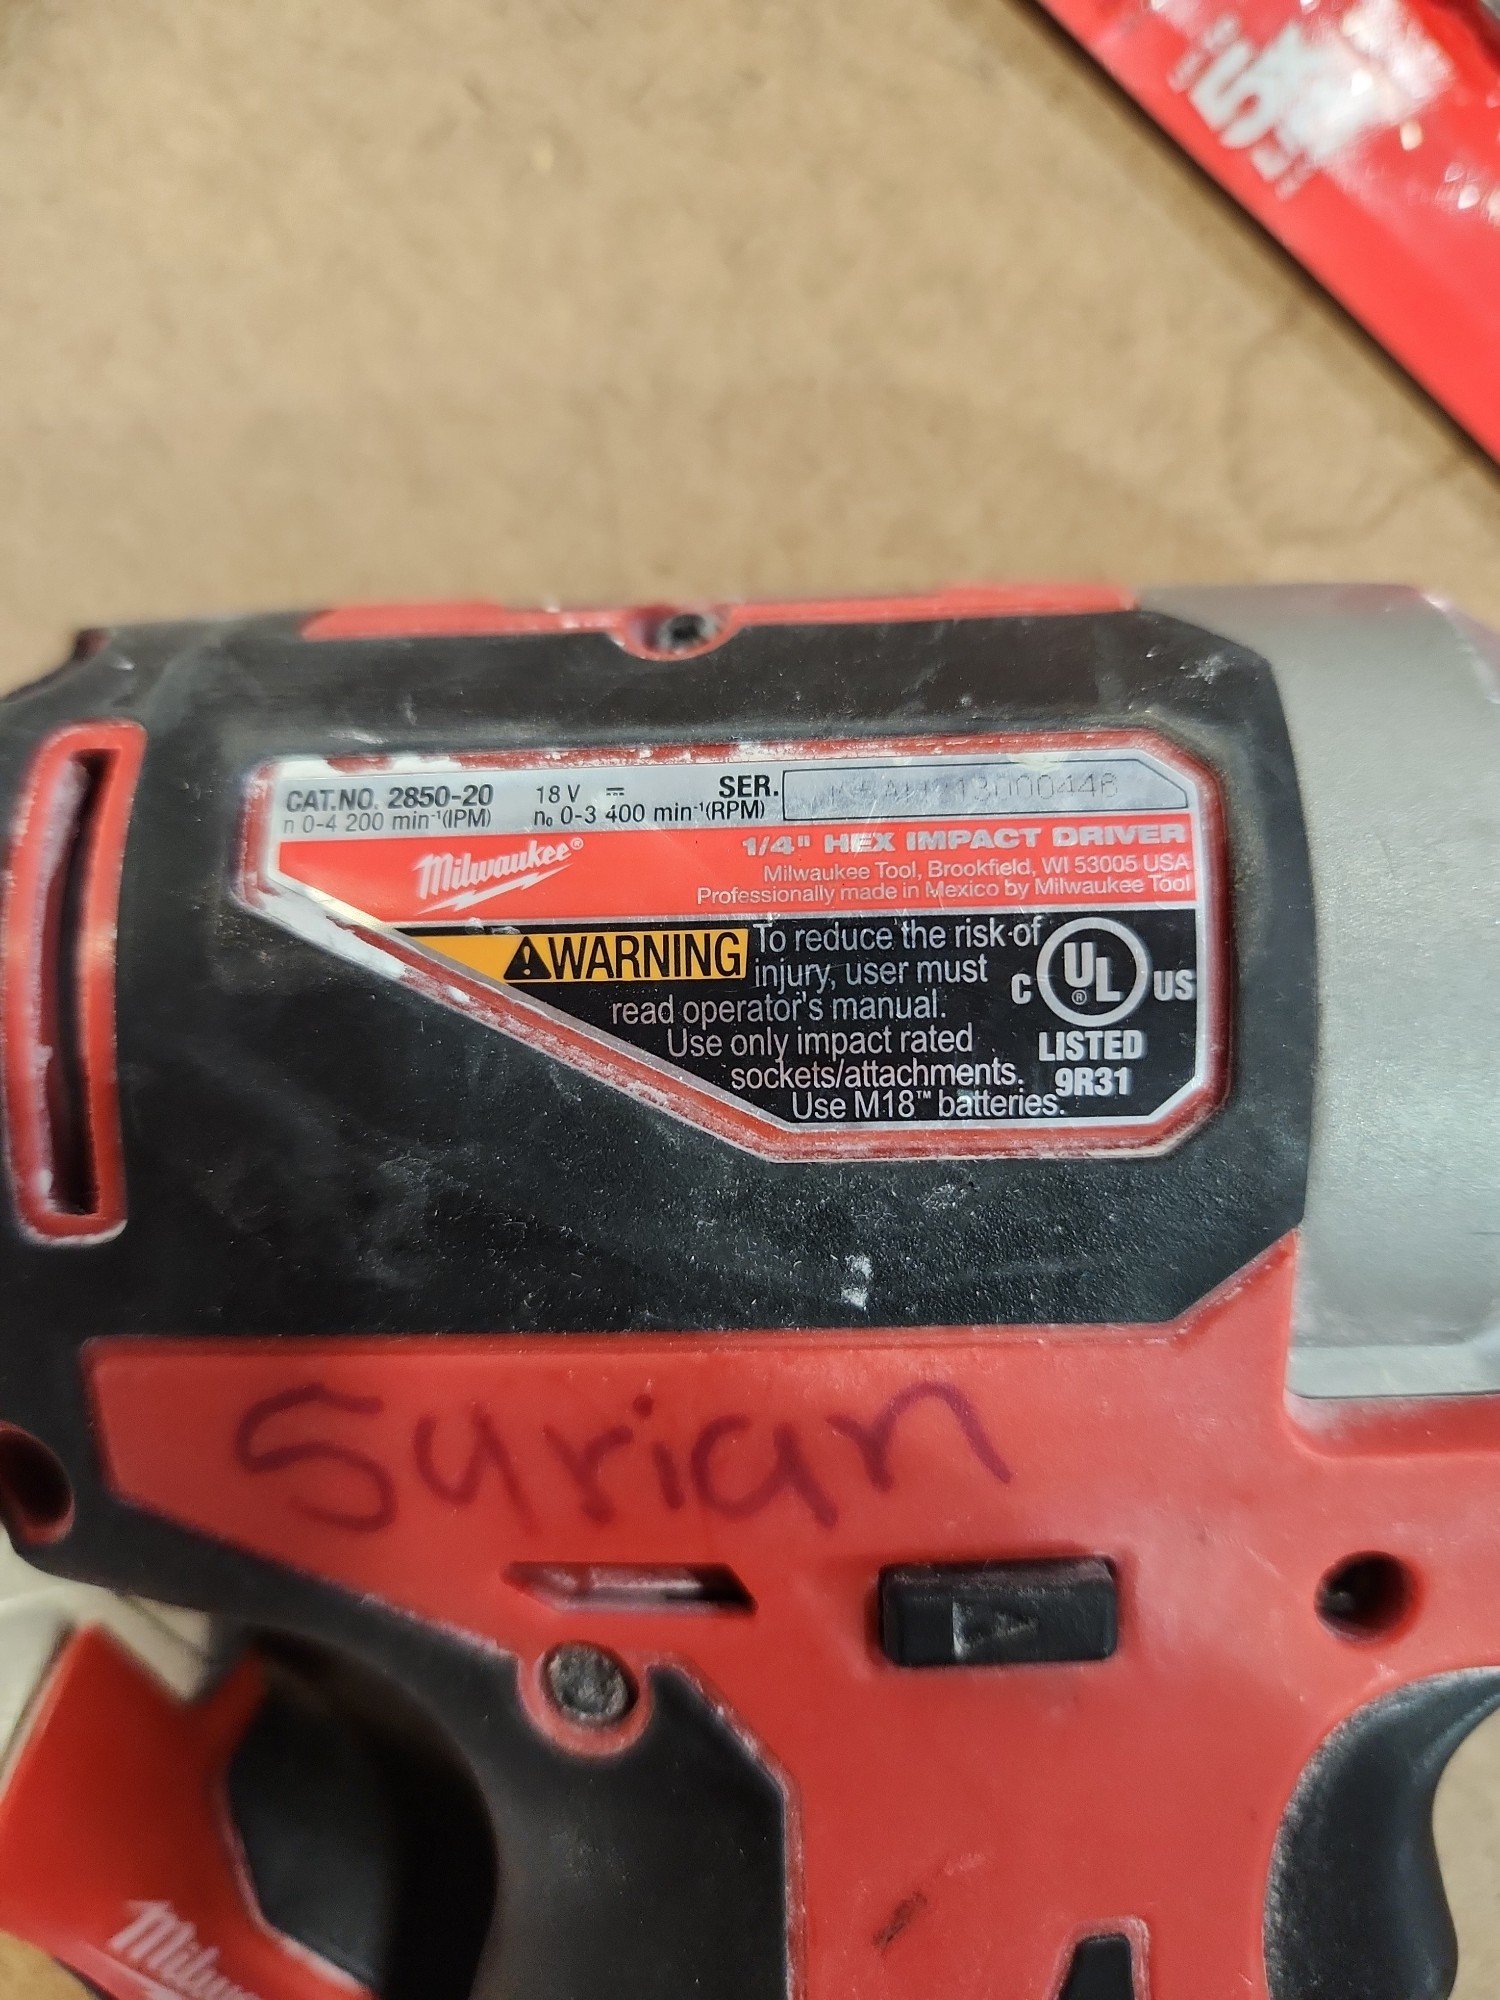 CAT.NO. 2850-20 18 V ⎓ SER.
n 0-4 200 min⁻¹(IPM) n₀ 0-3 400 min⁻¹(RPM)
Milwaukee®
1/4" HEX IMPACT DRIVER
Milwaukee Tool, Brookfield, WI 53005 USA
Professionally made in Mexico by Milwaukee Tool
⚠WARNING To reduce the risk of
injury, user must
read operator's manual.
Use only impact rated
sockets/attachments.
Use M18™ batteries.
C UL® US
LISTED
9R31
Syrian